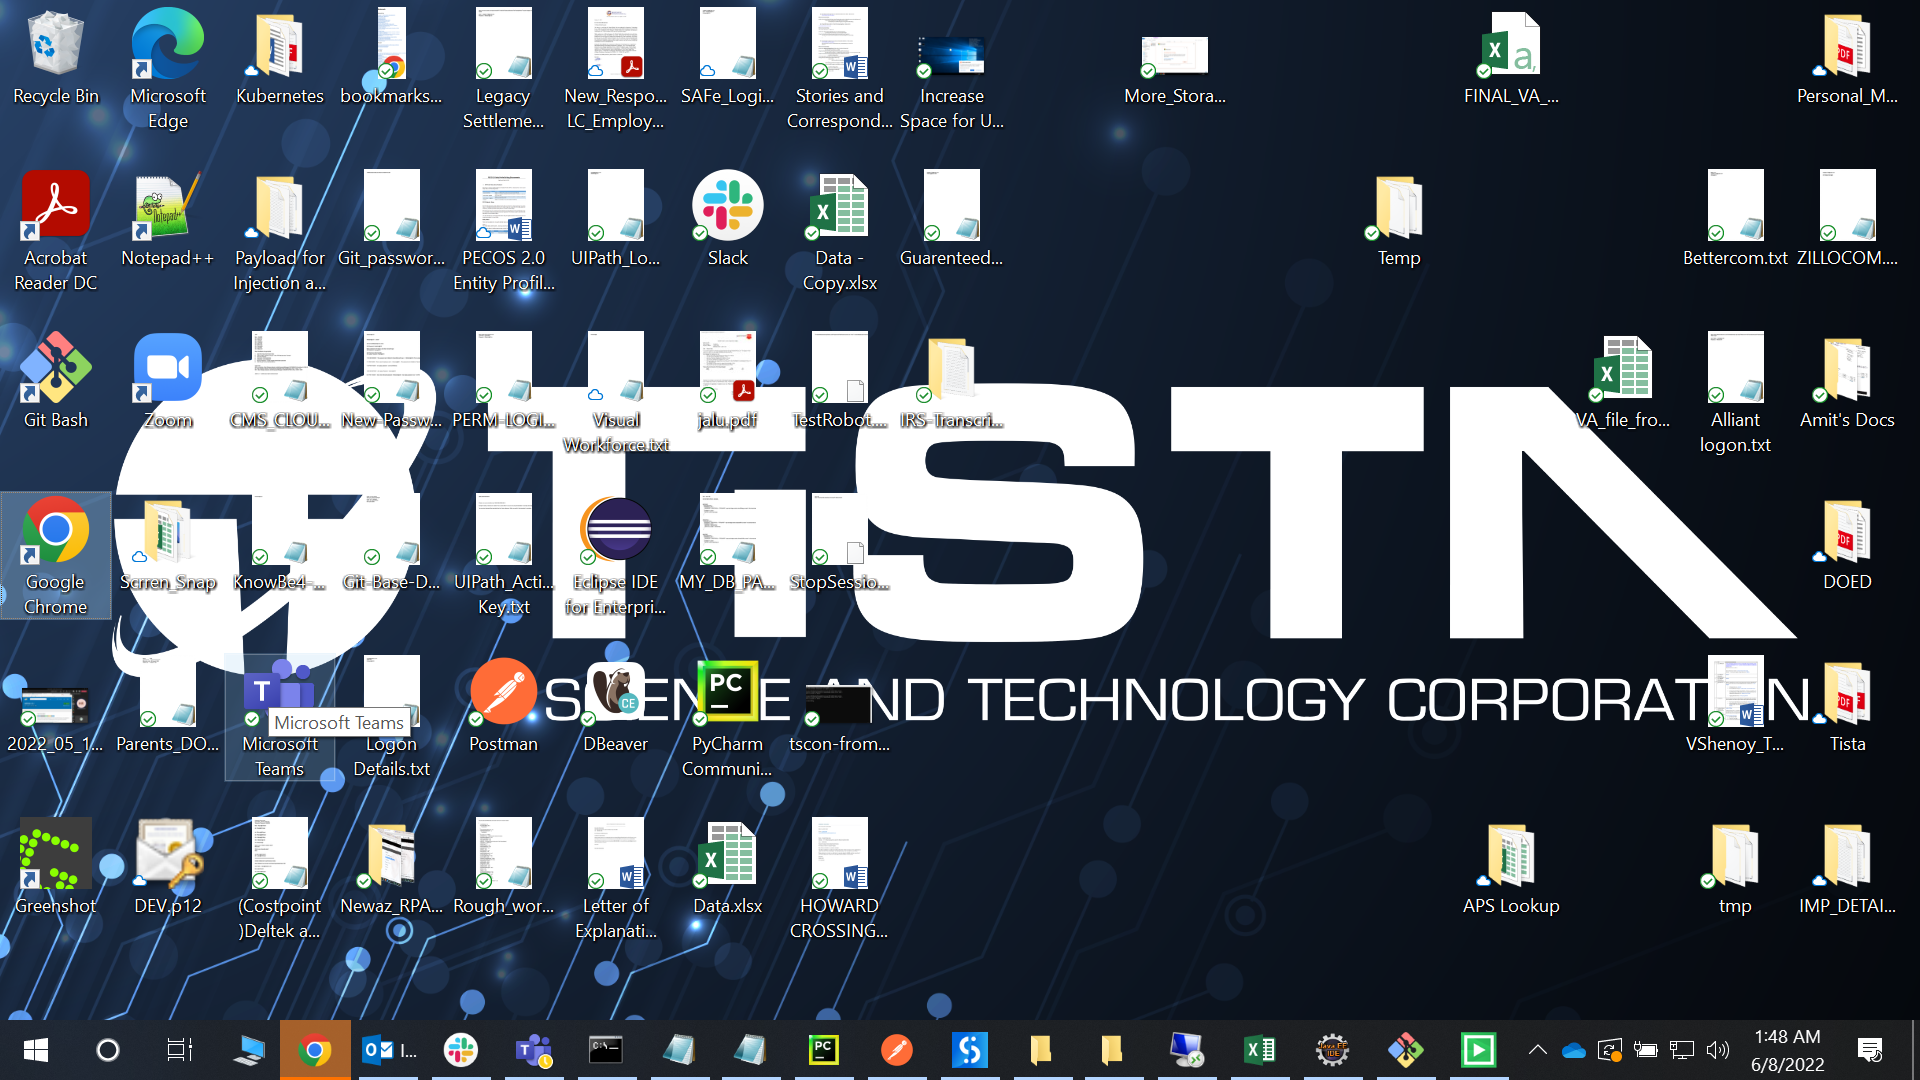 Recycle Bin
Microsoft
Edge
Kubernetes
bookmarks...
Legacy
Settleme...
New_Respo...
LC_Employ...
SAFe_Logi...
Stories and
Correspond...
Increase
Space for U...
More_Stora...
FINAL_VA_...
Personal_M...
Acrobat
Reader DC
Notepad++
Payload for
Injection a...
Git_passwor...
PECOS 2.0
Entity Profil...
UIPath_Lo...
Slack
Data -
Copy.xlsx
Guarenteed...
Temp
Bettercom.txt
ZILLOCOM....
Git Bash
Zoom
CMS_CLOU...
New-Passw...
PERM-LOGI...
Visual
Workforce.txt
jalu.pdf
TestRobot....
IRS-Transcri...
VA_file_fro...
Alliant
logon.txt
Amit's Docs
TISTA
Google
Chrome
Scrren_Snap
KnowBe4-...
Git-Base-D...
UIPath_Acti...
Key.txt
Eclipse IDE
for Enterpri...
MY_DB_PA...
StopSessio...
DOED
SCIENCE AND TECHNOLOGY CORPORATION
2022_05_1...
Parents_DO...
Microsoft Teams
Microsoft
Teams
Logon
Details.txt
Postman
DBeaver
PyCharm
Communi...
tscon-from...
VShenoy_T...
Tista
Greenshot
DEV.p12
(Costpoint
)Deltek a...
Newaz_RPA...
Rough_wor...
Letter of
Explanati...
Data.xlsx
HOWARD
CROSSING...
APS Lookup
tmp
IMP_DETAI...
I...
1:48 AM
6/8/2022